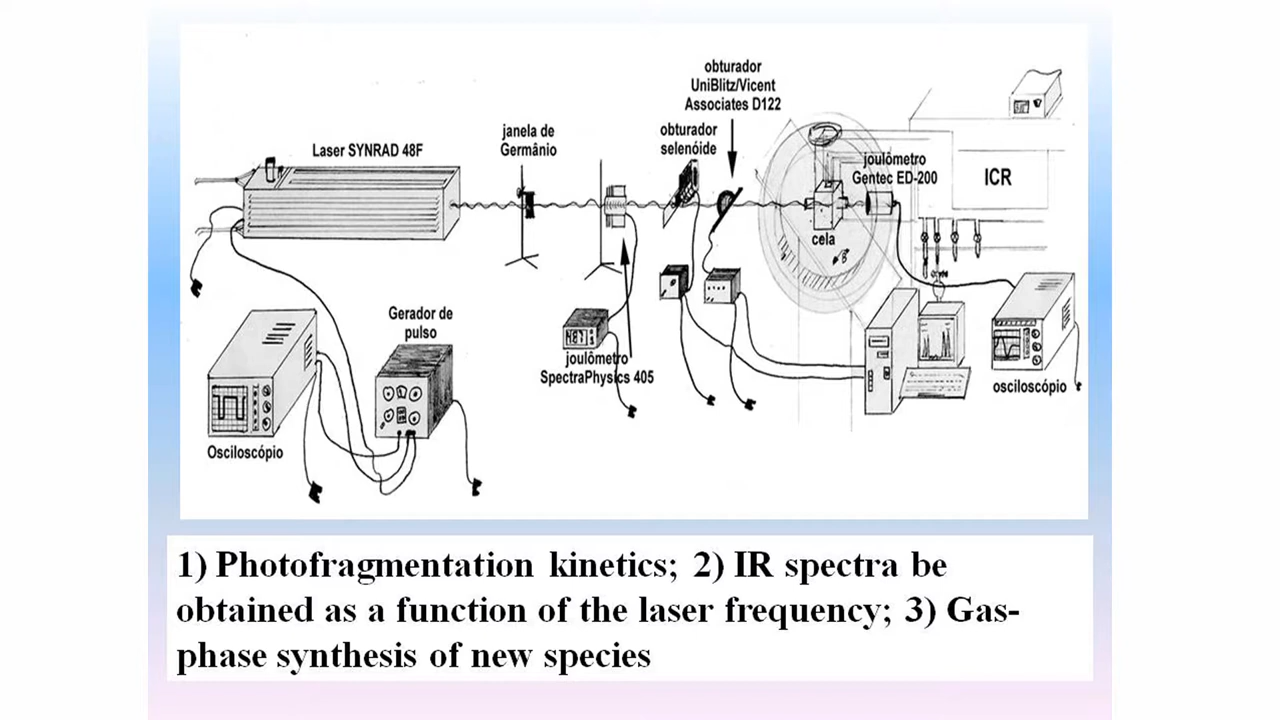 obturador
UniBlitz/Vicent
Associates D122
janela de
Germânio
obturador
selenóide
Laser SYNRAD 48F
joulômetro
Gentec ED-200
ICR
cela
B
Gerador de
pulso
joulômetro
SpectraPhysics 405
osciloscópio
Osciloscópio
1) Photofragmentation kinetics; 2) IR spectra be
obtained as a function of the laser frequency; 3) Gas-
phase synthesis of new species